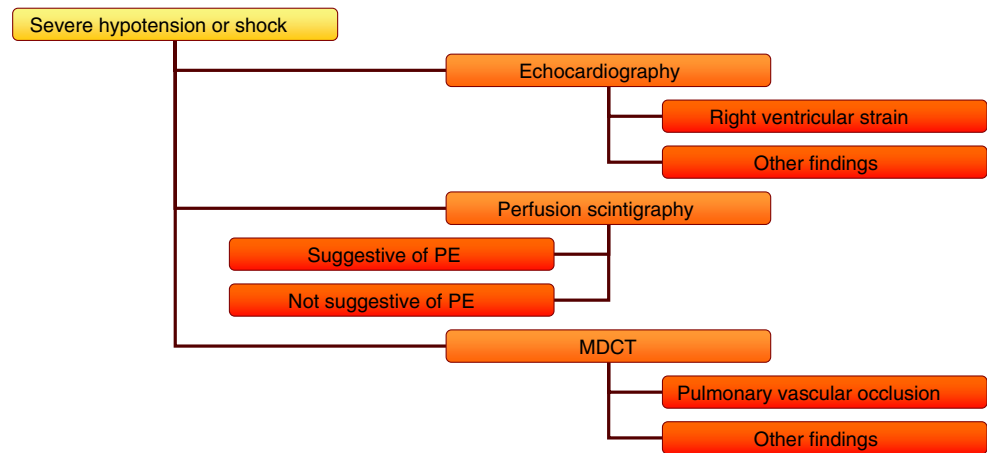 Severe hypotension or shock
Echocardiography
Right ventricular strain
Other findings
Perfusion scintigraphy
Suggestive of PE
Not suggestive of PE
MDCT
Pulmonary vascular occlusion
Other findings